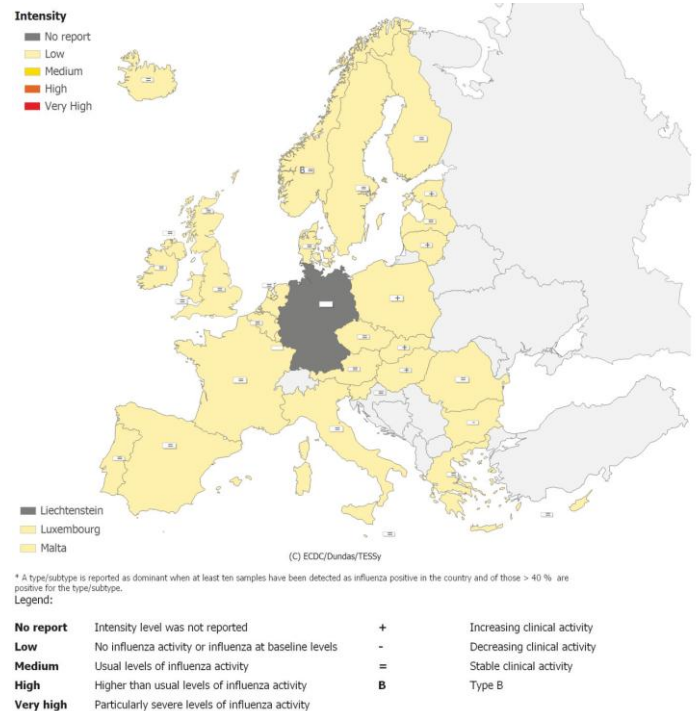 Intensity
No report
Low
Medium
High
Very High
Liechtenstein
Luxembourg
Malta
(C) ECDC/Dundas/TESSy
* A type/subtype is reported as dominant when at least ten samples have been detected as influenza positive in the country and of those > 40 % are
positive for the type/subtype.
Legend:
No report Intensity level was not reported + Increasing clinical activity
Low No influenza activity or influenza at baseline levels - Decreasing clinical activity
Medium Usual levels of influenza activity = Stable clinical activity
High Higher than usual levels of influenza activity B Type B
Very high Particularly severe levels of influenza activity